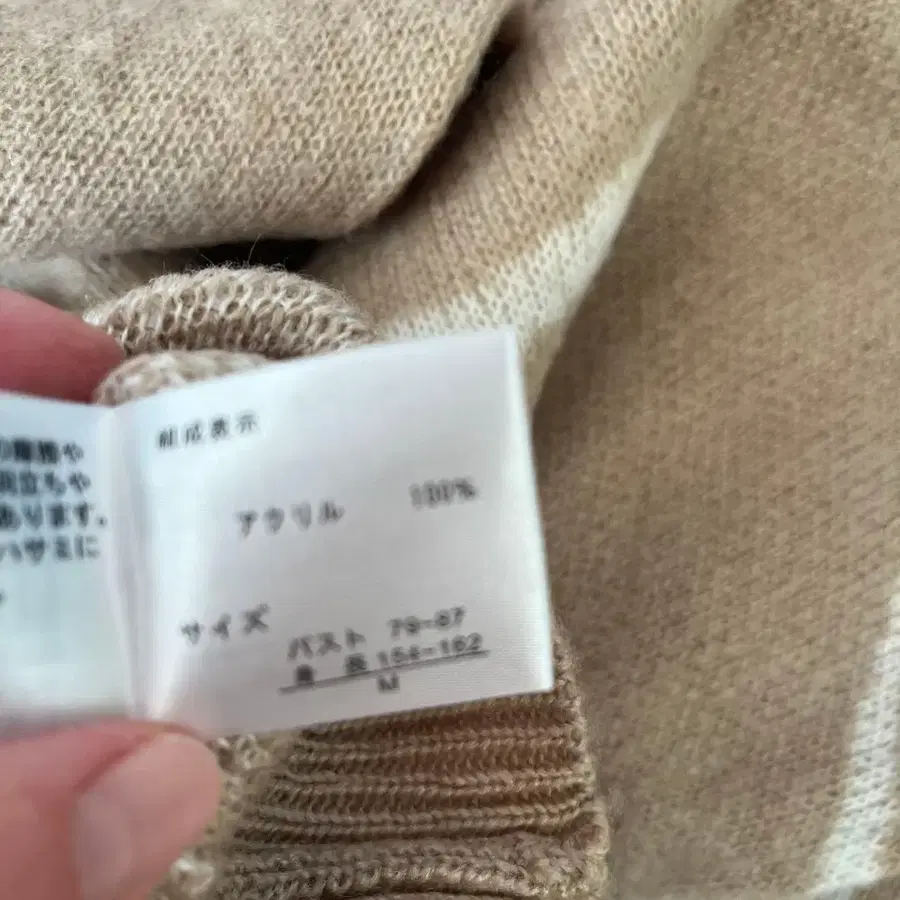 の摩擦や
羽立ちや
あります。
ハサミに
組成表示
アクリル 100%
サイズ
バスト 79-87
身 長 154-162
M